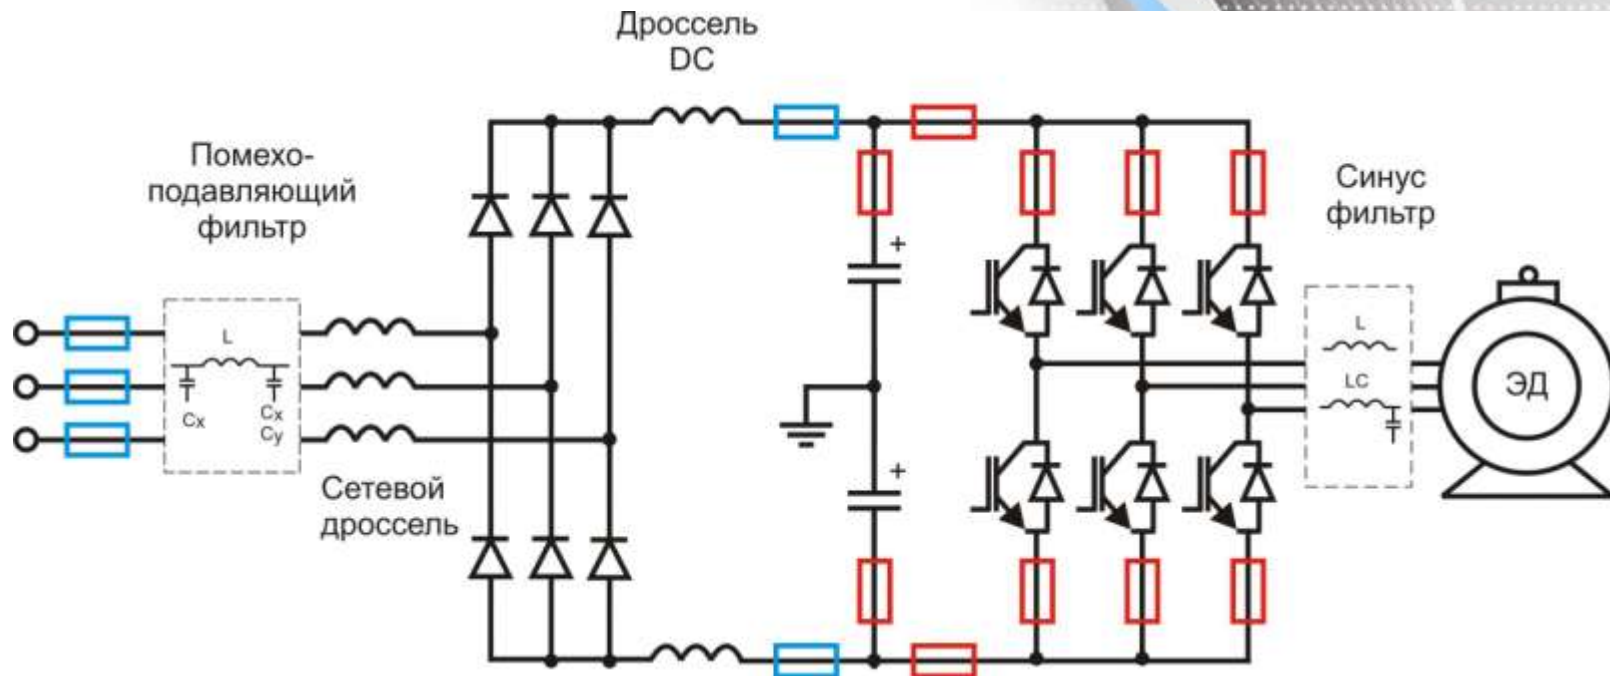 Дроссель
DC
Помехо-
подавляющий
фильтр
Синус
фильтр
L
Cx
Cx
Cy
+
L
LC
ЭД
+
Сетевой
дроссель